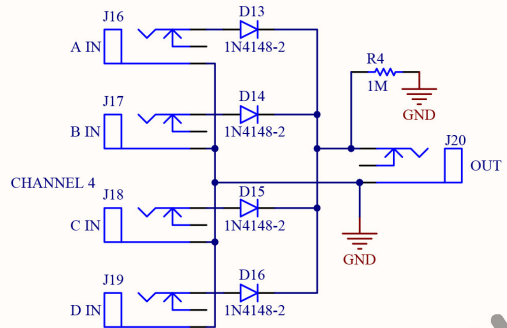 J16
D13
A IN
1N4148-2
R4
1M
GND
J17
D14
B IN
1N4148-2
J20
OUT
CHANNEL 4
J18
D15
C IN
1N4148-2
GND
J19
D16
D IN
1N4148-2